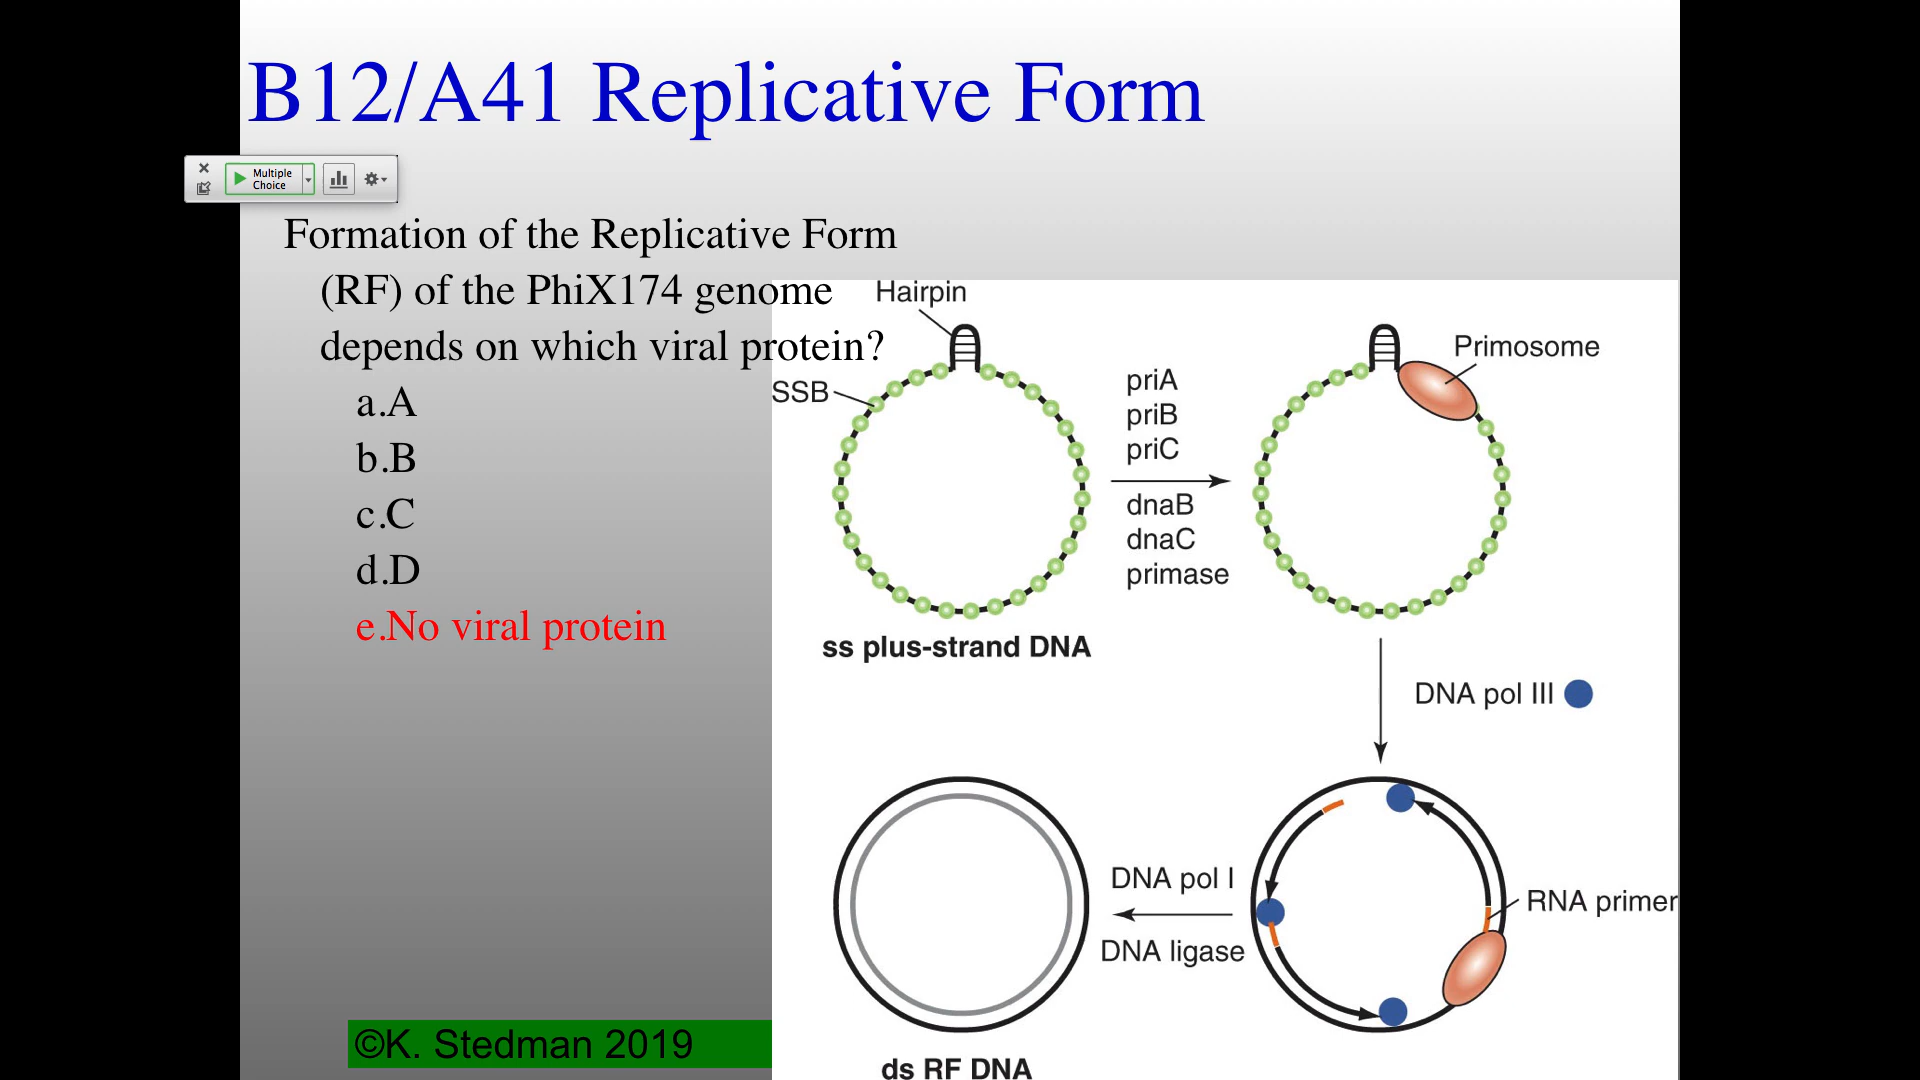 B12/A41 Replicative Form
Multiple
Choice
Formation of the Replicative Form
(RF) of the PhiX174 genome
depends on which viral protein?
a.A
b.B
c.C
d.D
e.No viral protein
Hairpin
SSB
priA
priB
priC
dnaB
dnaC
primase
Primosome
ss plus-strand DNA
DNA pol III
RNA primer
DNA pol I
DNA ligase
ds RF DNA
©K. Stedman 2019